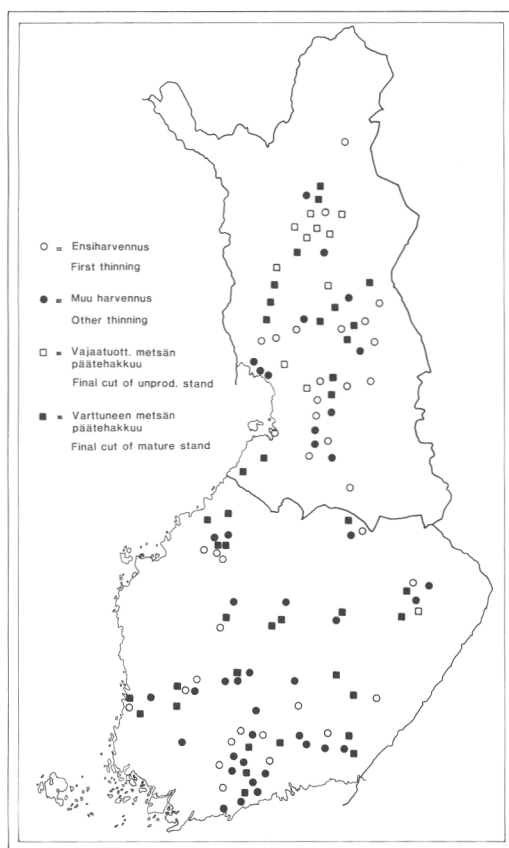 = Ensiharvennus
First thinning
= Muu harvennus
Other thinning
= Vajaatuott. metsän
päätehakkuu
Final cut of unprod. stand
= Varttuneen metsän
päätehakkuu
Final cut of mature stand